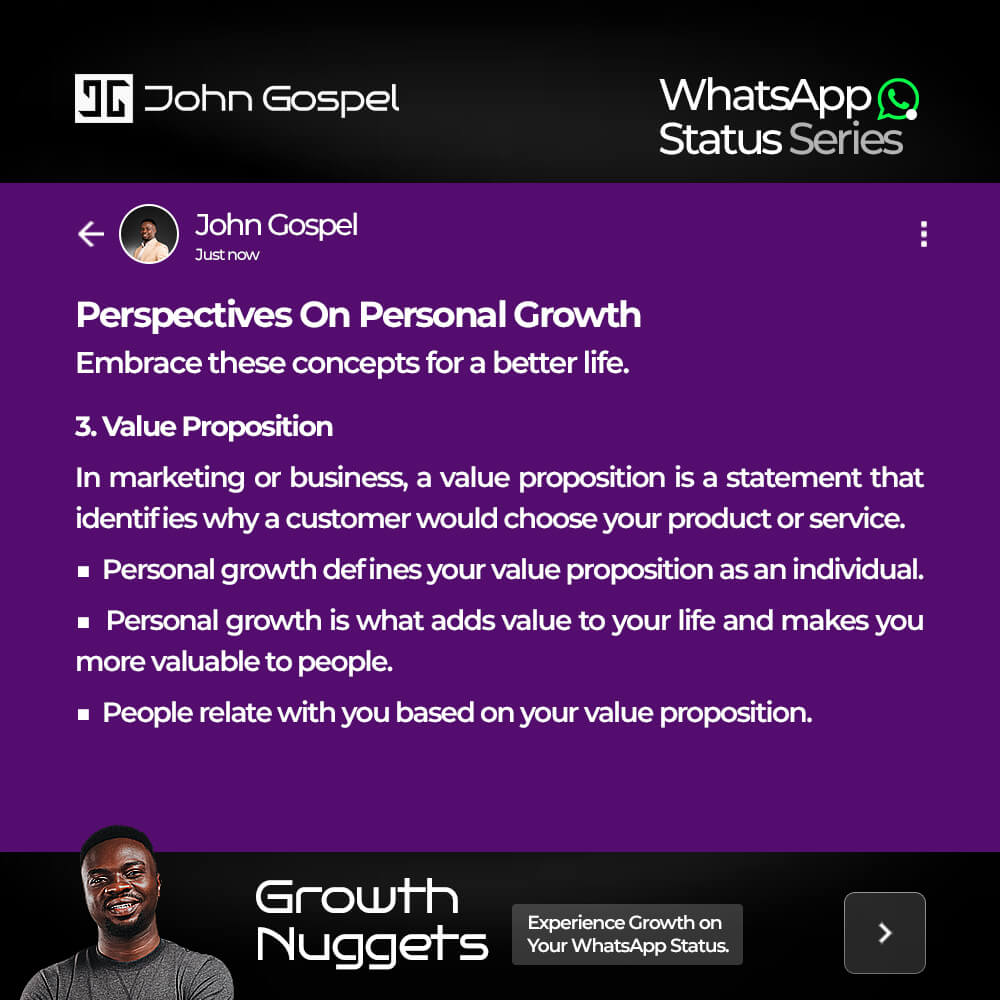 JG John Gospel
WhatsApp
Status Series
John Gospel
Just now
Perspectives On Personal Growth
Embrace these concepts for a better life.
3. Value Proposition
In marketing or business, a value proposition is a statement that
identifies why a customer would choose your product or service.
▪ Personal growth defines your value proposition as an individual.
▪ Personal growth is what adds value to your life and makes you
more valuable to people.
▪ People relate with you based on your value proposition.
Growth
Nuggets
Experience Growth on
Your WhatsApp Status.